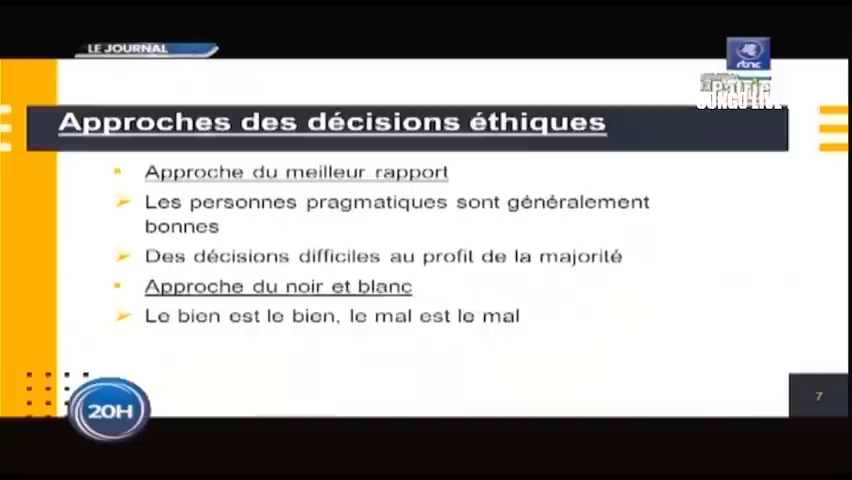 LE JOURNAL
rtnc
CONGO LIVE
Approches des décisions éthiques
Approche du meilleur rapport
Les personnes pragmatiques sont généralement
bonnes
Des décisions difficiles au profit de la majorité
Approche du noir et blanc
Le bien est le bien, le mal est le mal
7
20H